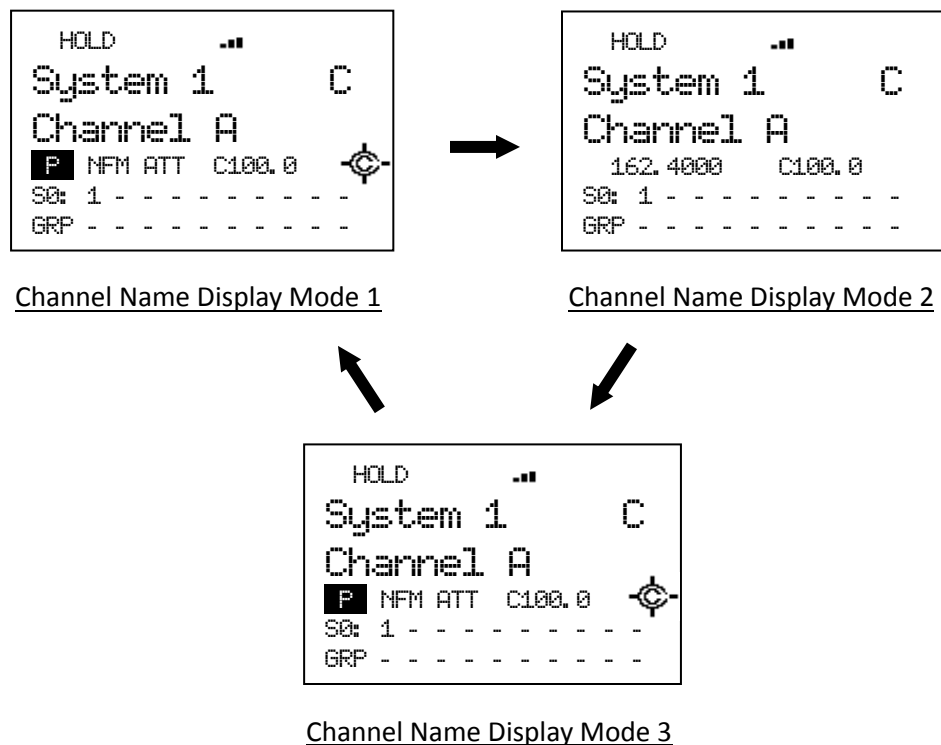 HOLD
System 1 C
Channel A
P NFM ATT C100.0 C
S0: 1 - - - - - - - - -
GRP - - - - - - - - - -
Channel Name Display Mode 1
HOLD
System 1 C
Channel A
162.4000 C100.0
S0: 1 - - - - - - - - -
GRP - - - - - - - - - -
Channel Name Display Mode 2
HOLD
System 1 C
Channel A
P NFM ATT C100.0 C
S0: 1 - - - - - - - - -
GRP - - - - - - - - - -
Channel Name Display Mode 3